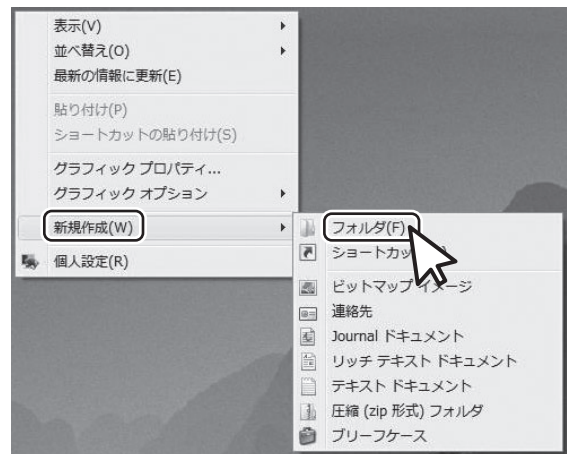 表示(V)
並べ替え(O)
最新の情報に更新(E)
貼り付け(P)
ショートカットの貼り付け(S)
グラフィック プロパティ...
グラフィック オプション
新規作成(W)
個人設定(R)
フォルダ(F)
ショートカッ
ビットマップ イメージ
連絡先
Journal ドキュメント
リッチ テキスト ドキュメント
テキスト ドキュメント
圧縮 (zip 形式) フォルダ
ブリーフケース